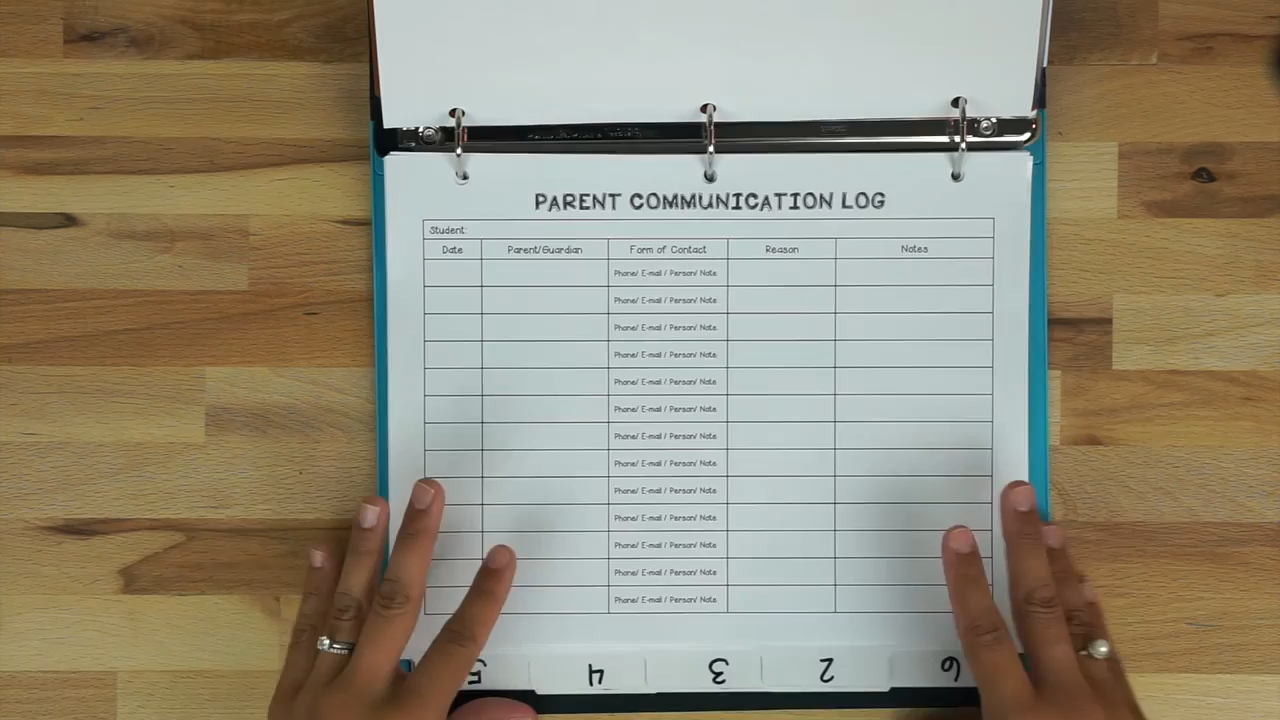 PARENT COMMUNICATION LOG
Student:
Date Parent/Guardian Form of Contact Reason Notes
Phone/ E-mail / Person/ Note
Phone/ E-mail / Person/ Note
Phone/ E-mail / Person/ Note
Phone/ E-mail / Person/ Note
Phone/ E-mail / Person/ Note
Phone/ E-mail / Person/ Note
Phone/ E-mail / Person/ Note
Phone/ E-mail / Person/ Note
Phone/ E-mail / Person/ Note
Phone/ E-mail / Person/ Note
Phone/ E-mail / Person/ Note
Phone/ E-mail / Person/ Note
Phone/ E-mail / Person/ Note
5 4 3 2